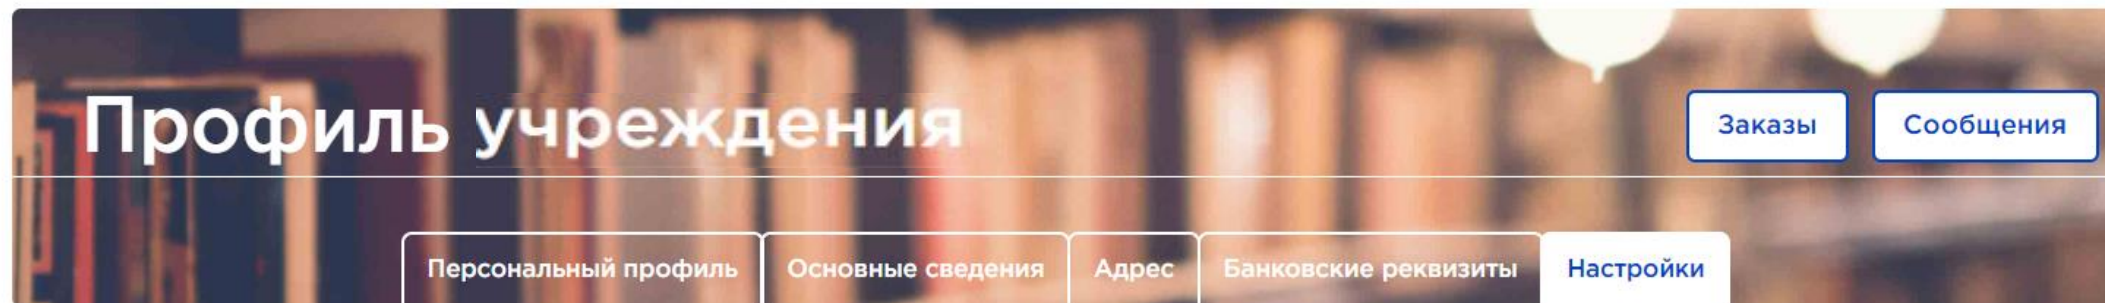 Профиль учреждения
Заказы
Сообщения
Персональный профиль
Основные сведения
Адрес
Банковские реквизиты
Настройки